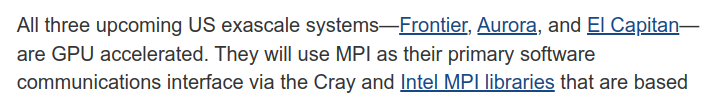 All three upcoming US exascale systems—Frontier, Aurora, and El Capitan—
are GPU accelerated. They will use MPI as their primary software
communications interface via the Cray and Intel MPI libraries that are based